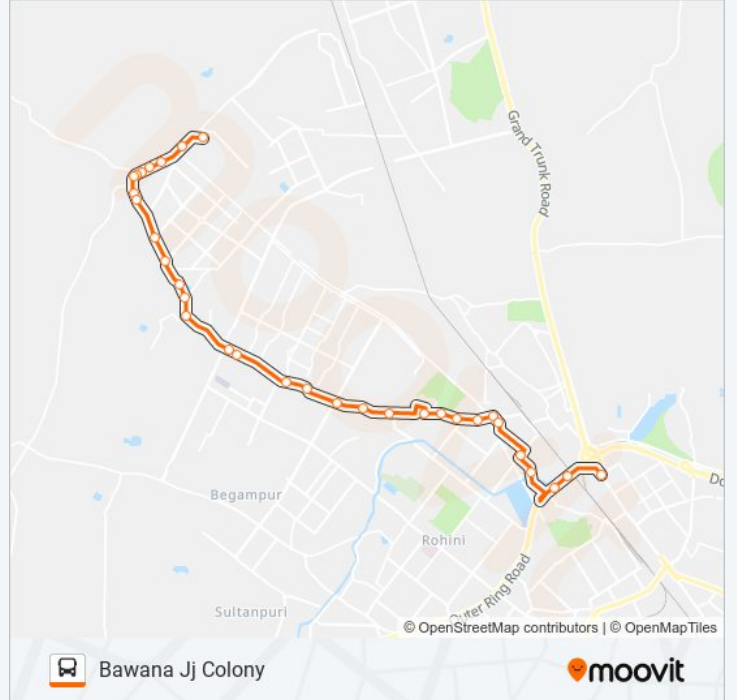 Grand Trunk Road
Do
Begampur
Rohini
Outer Ring Road
Sultanpuri
© OpenStreetMap contributors | © OpenMapTiles
Bawana Jj Colony
moovit